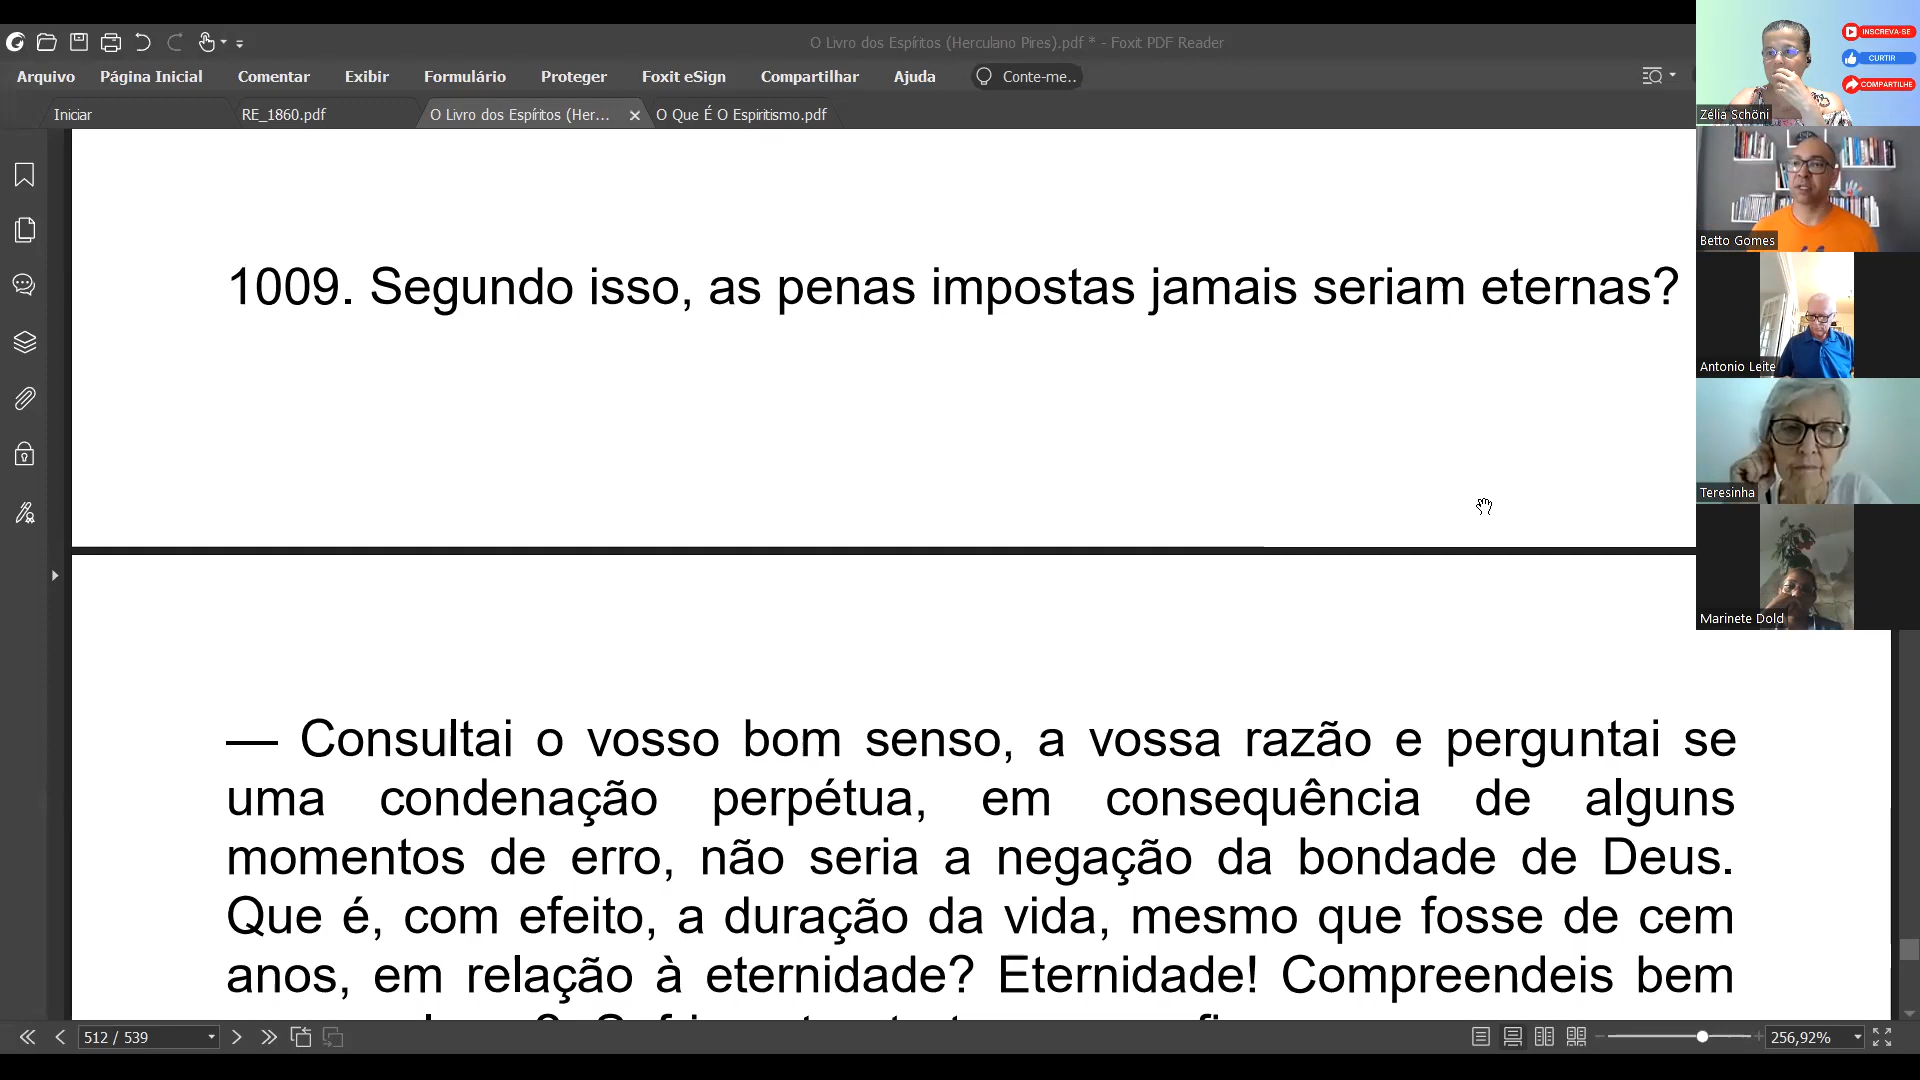 O Livro dos Espíritos (Herculano Pires).pdf * - Foxit PDF Reader
Arquivo Página Inicial Comentar Exibir Formulário Proteger Foxit eSign Compartilhar Ajuda Conte-me..
Iniciar RE_1860.pdf O Livro dos Espíritos (Her... O Que É O Espiritismo.pdf
INSCREVA-SE
CURTIR
COMPARTILHE
Zélia Schöni
Betto Gomes
Antonio Leite
Teresinha
Marinete Dold
1009. Segundo isso, as penas impostas jamais seriam eternas?
— Consultai o vosso bom senso, a vossa razão e perguntai se
uma condenação perpétua, em consequência de alguns
momentos de erro, não seria a negação da bondade de Deus.
Que é, com efeito, a duração da vida, mesmo que fosse de cem
anos, em relação à eternidade? Eternidade! Compreendeis bem
512 / 539 256,92%